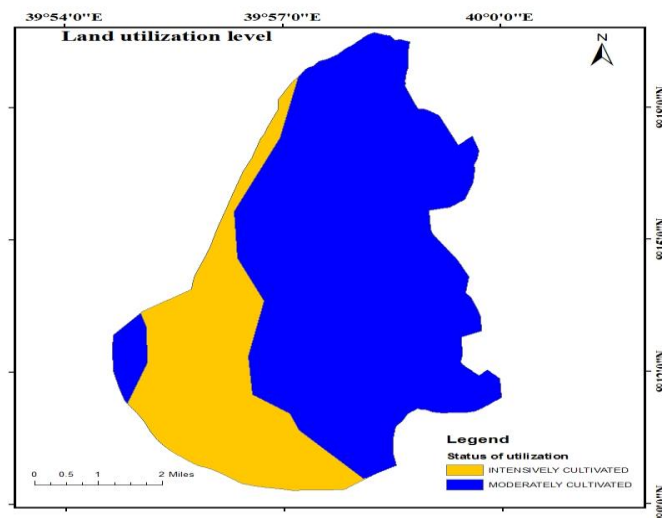 39°54'0"E 39°57'0"E 40°0'0"E
Land utilization level
N
Legend
Status of utilization
INTENSIVELY CULTIVATED
MODERATELY CULTIVATED
0 0.5 1 2 Miles